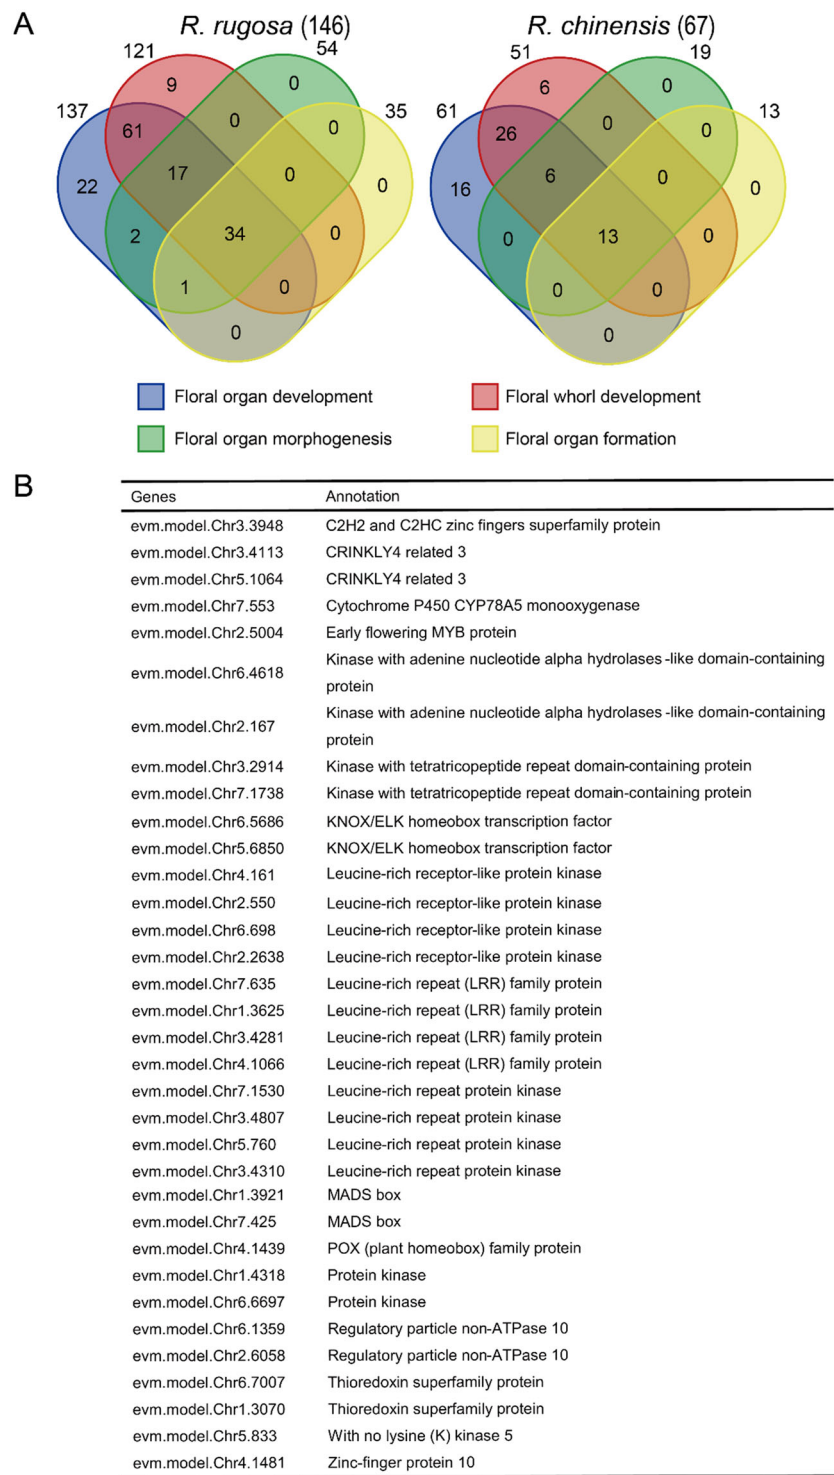 A
R. rugosa (146)
R. chinensis (67)
121
54
51
19
137
9
0
35
61
6
0
13
61
0
0
26
0
0
22
17
0
0
16
6
0
0
2
34
0
0
13
0
1
0
0
0
0
0
Floral organ development
Floral whorl development
Floral organ morphogenesis
Floral organ formation
B
Genes Annotation
evm.model.Chr3.3948 C2H2 and C2HC zinc fingers superfamily protein
evm.model.Chr3.4113 CRINKLY4 related 3
evm.model.Chr5.1064 CRINKLY4 related 3
evm.model.Chr7.553 Cytochrome P450 CYP78A5 monooxygenase
evm.model.Chr2.5004 Early flowering MYB protein
evm.model.Chr6.4618 Kinase with adenine nucleotide alpha hydrolases-like domain-containing
protein
evm.model.Chr2.167 Kinase with adenine nucleotide alpha hydrolases-like domain-containing
protein
evm.model.Chr3.2914 Kinase with tetratricopeptide repeat domain-containing protein
evm.model.Chr7.1738 Kinase with tetratricopeptide repeat domain-containing protein
evm.model.Chr6.5686 KNOX/ELK homeobox transcription factor
evm.model.Chr5.6850 KNOX/ELK homeobox transcription factor
evm.model.Chr4.161 Leucine-rich receptor-like protein kinase
evm.model.Chr2.550 Leucine-rich receptor-like protein kinase
evm.model.Chr6.698 Leucine-rich receptor-like protein kinase
evm.model.Chr2.2638 Leucine-rich receptor-like protein kinase
evm.model.Chr7.635 Leucine-rich repeat (LRR) family protein
evm.model.Chr1.3625 Leucine-rich repeat (LRR) family protein
evm.model.Chr3.4281 Leucine-rich repeat (LRR) family protein
evm.model.Chr4.1066 Leucine-rich repeat (LRR) family protein
evm.model.Chr7.1530 Leucine-rich repeat protein kinase
evm.model.Chr3.4807 Leucine-rich repeat protein kinase
evm.model.Chr5.760 Leucine-rich repeat protein kinase
evm.model.Chr3.4310 Leucine-rich repeat protein kinase
evm.model.Chr1.3921 MADS box
evm.model.Chr7.425 MADS box
evm.model.Chr4.1439 POX (plant homeobox) family protein
evm.model.Chr1.4318 Protein kinase
evm.model.Chr6.6697 Protein kinase
evm.model.Chr6.1359 Regulatory particle non-ATPase 10
evm.model.Chr2.6058 Regulatory particle non-ATPase 10
evm.model.Chr6.7007 Thioredoxin superfamily protein
evm.model.Chr1.3070 Thioredoxin superfamily protein
evm.model.Chr5.833 With no lysine (K) kinase 5
evm.model.Chr4.1481 Zinc-finger protein 10